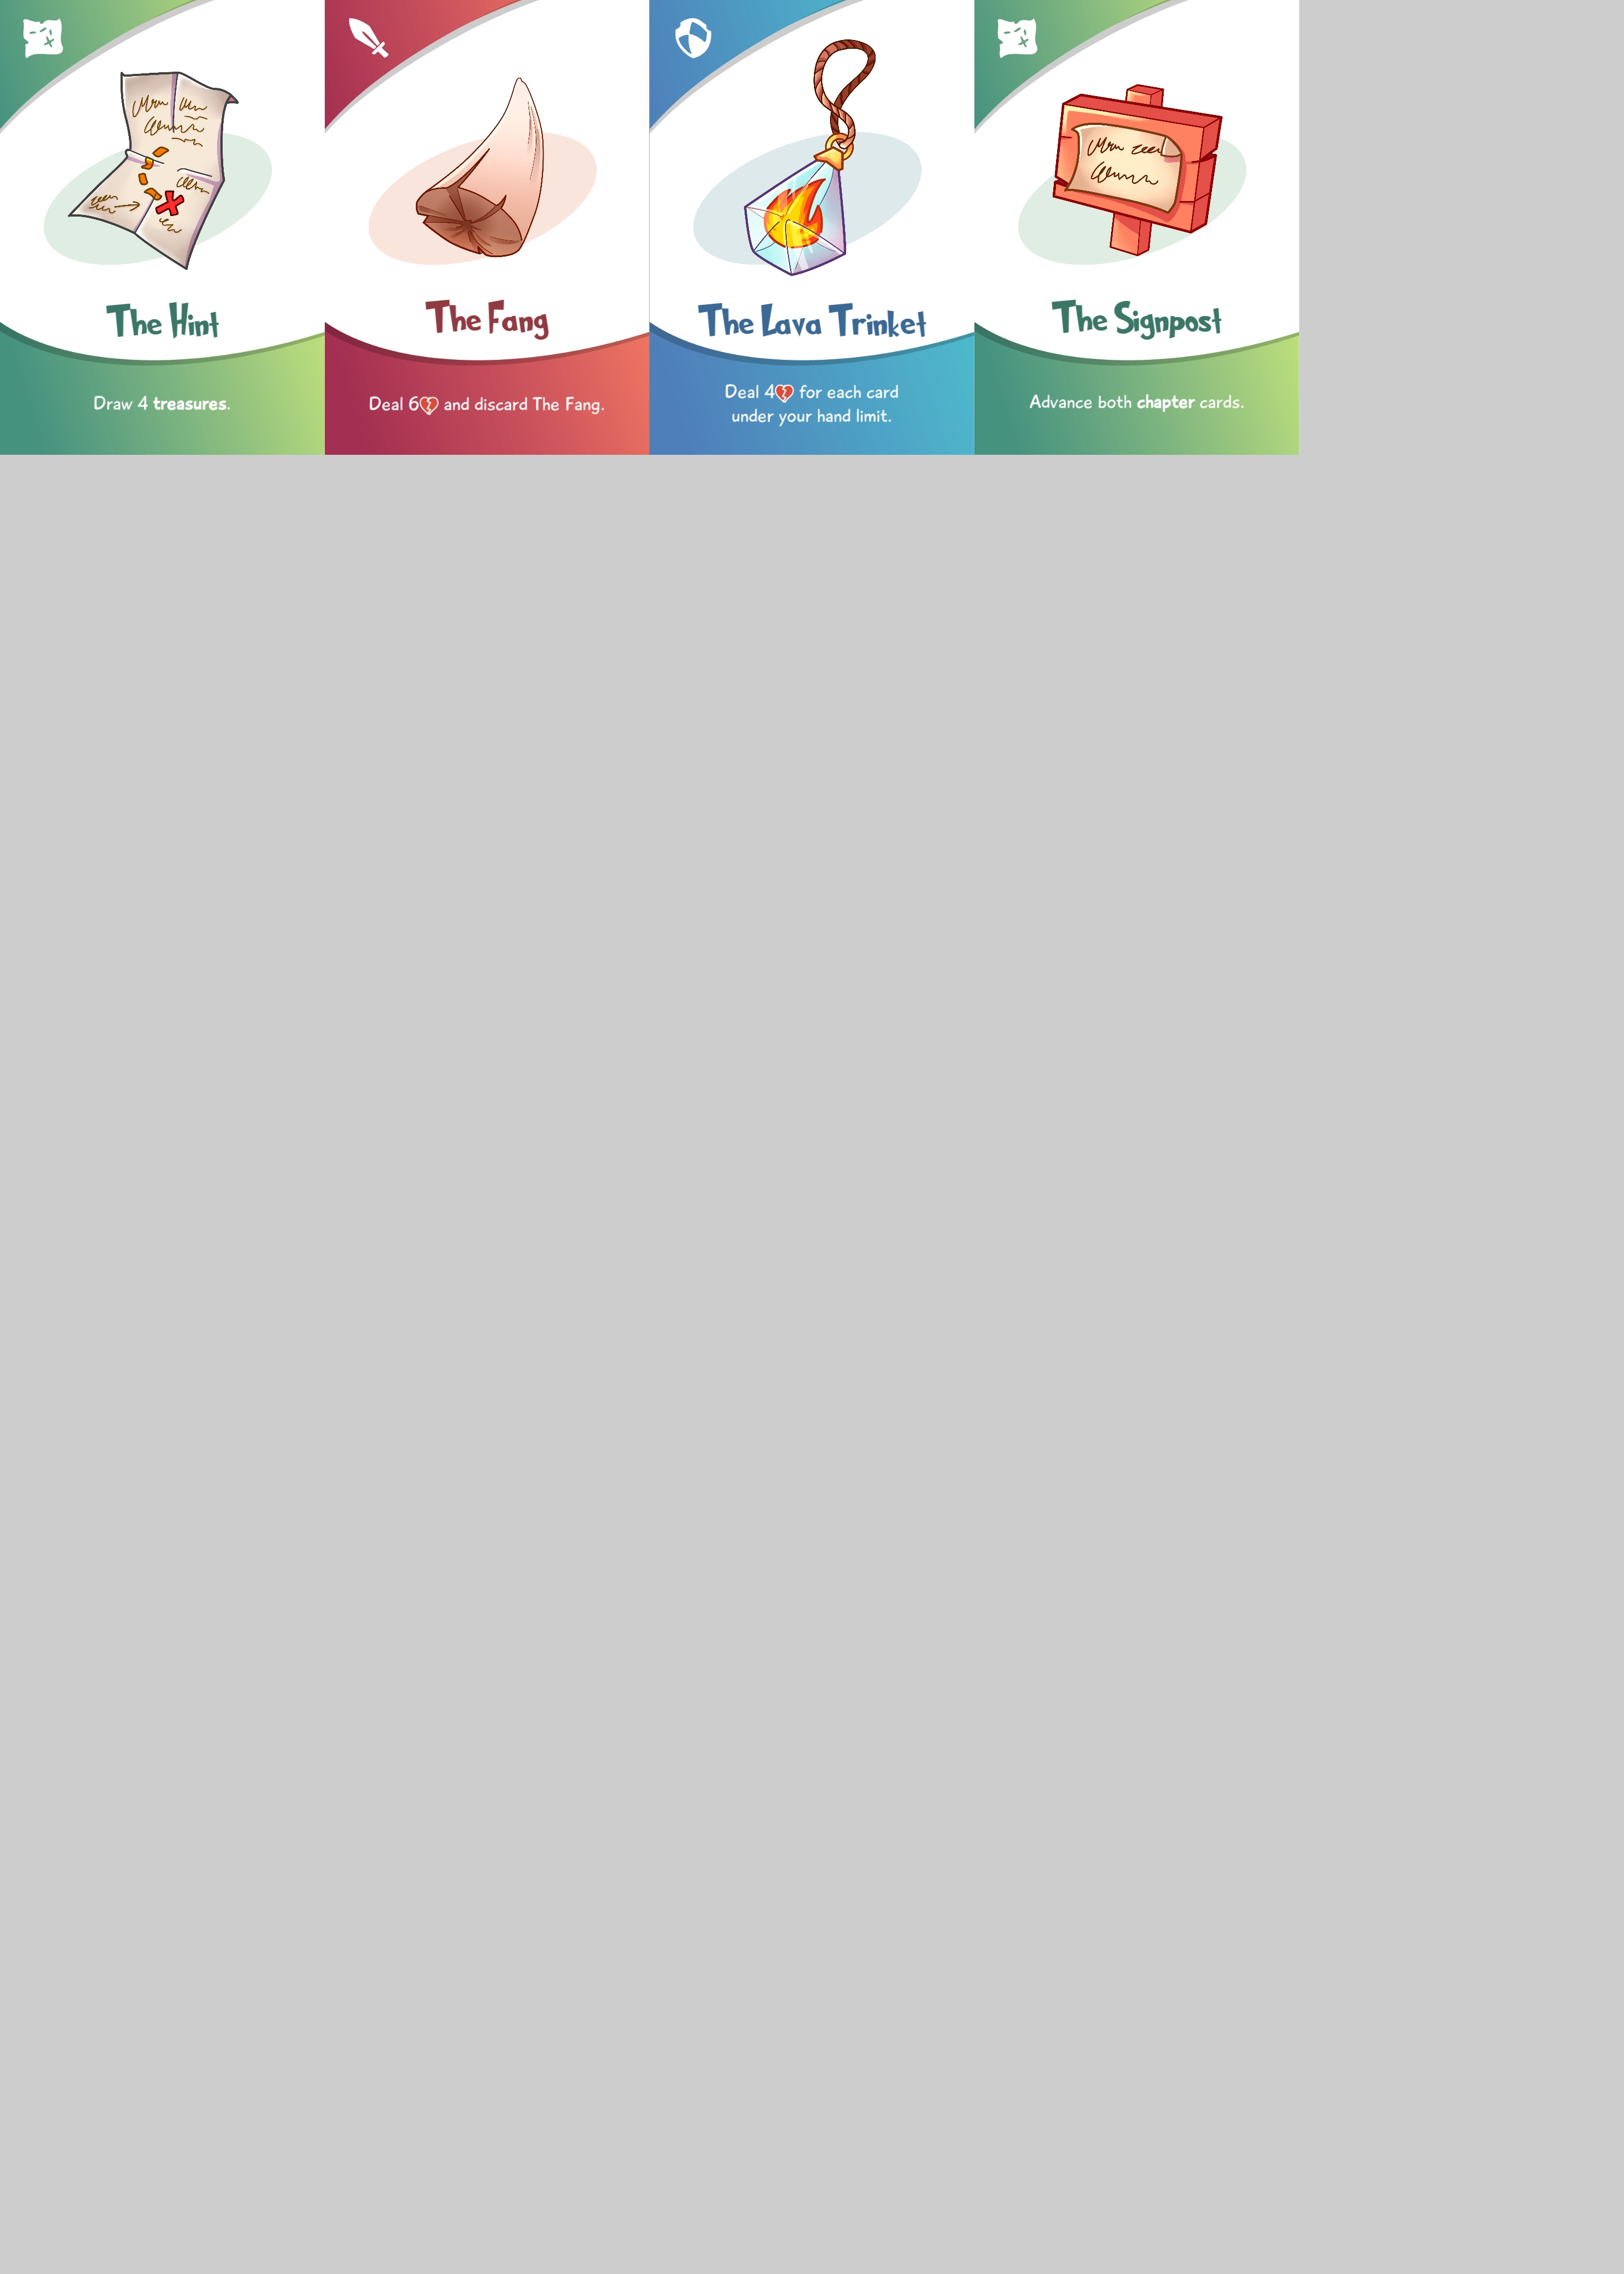 The Hint
Draw 4 treasures.
The Fang
Deal 6 and discard The Fang.
The Lava Trinket
Deal 4 for each card
under your hand limit.
The Signpost
Advance both chapter cards.